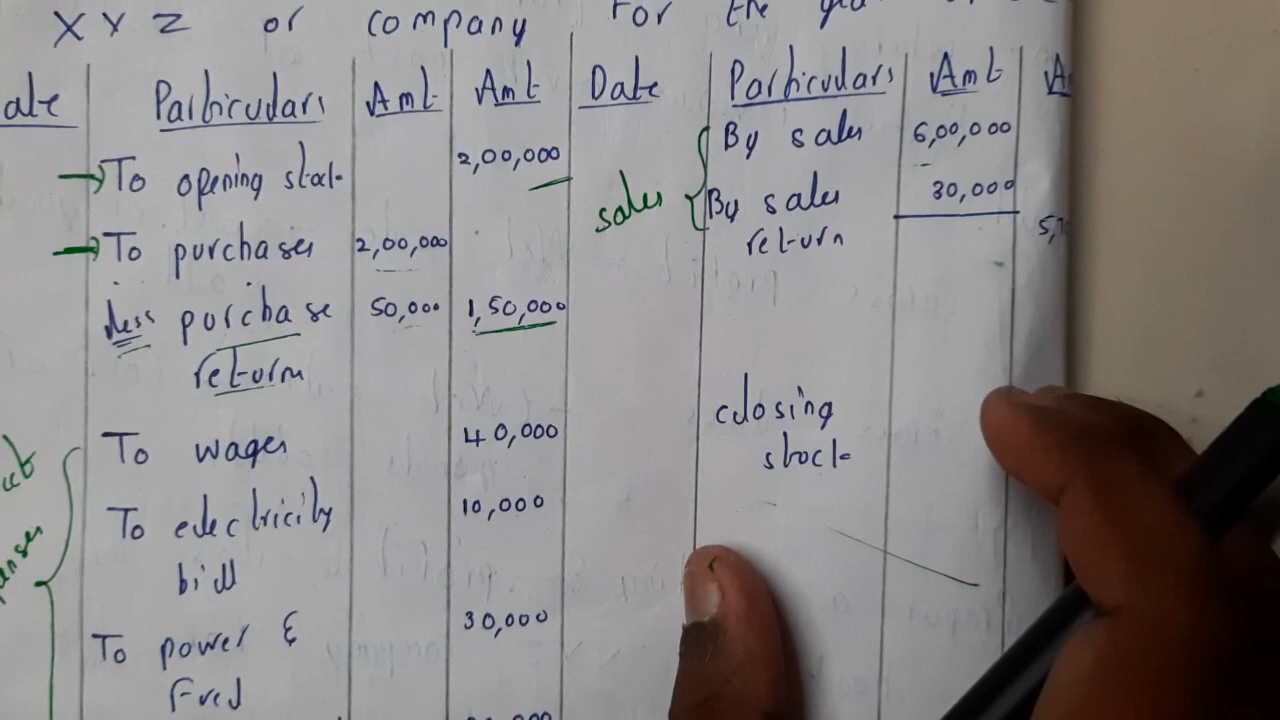 XYZ or company For the
Particulars Amt Amt Date Particulars Amt
To opening stock 2,00,000 sales By sales 6,00,000
By sales return 30,000
To purchases 2,00,000
less purchase 50,000 1,50,000
return
closing
stock
To wages 40,000
To electricity 10,000
bill
To power & 30,000
Fuel